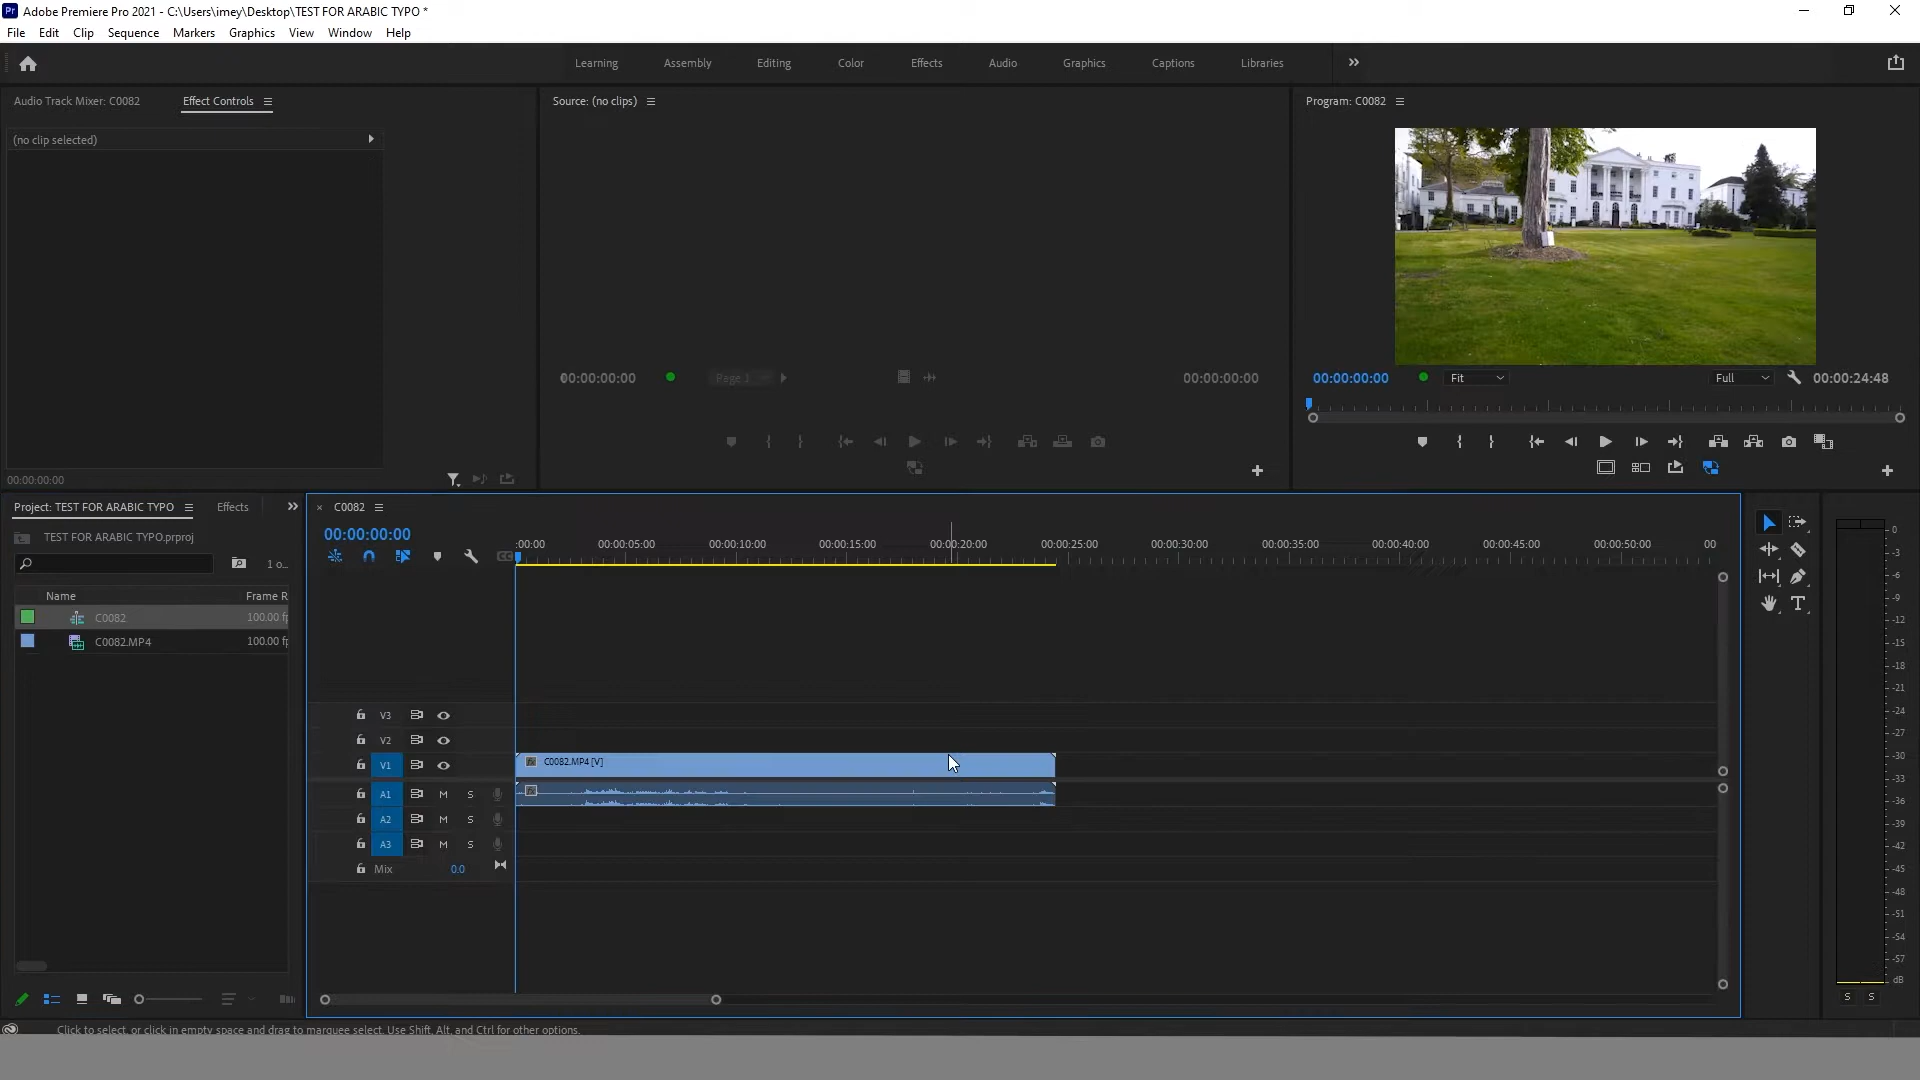 Adobe Premiere Pro 2021 - C:\Users\imey\Desktop\TEST FOR ARABIC TYPO *
File Edit Clip Sequence Markers Graphics View Window Help
Learning Assembly Editing Color Effects Audio Graphics Captions Libraries
Audio Track Mixer: C0082 Effect Controls
Source: (no clips)
Program: C0082
(no clip selected)
00:00:00:00
00:00:00:00 Page 1 00:00:00:00
00:00:00:00 Fit Full 00:00:24:48
Project: TEST FOR ARABIC TYPO Effects
TEST FOR ARABIC TYPO.prproj
1 o...
Name Frame R
C0082 100.00 f
C0082.MP4 100.00 f
C0082
00:00:00:00
:00:00 00:00:05:00 00:00:10:00 00:00:15:00 00:00:20:00 00:00:25:00 00:00:30:00 00:00:35:00 00:00:40:00 00:00:45:00 00:00:50:00 00
V3
V2
V1 C0082.MP4 [V]
A1 M S
A2 M S
A3 M S
Mix 0.0
0
-3
-6
-9
-12
-15
-18
-21
-24
-27
-30
-33
-36
-39
-42
-45
-48
-51
-54
-57
dB
S S
Click to select, or click in empty space and drag to marquee select. Use Shift, Alt, and Ctrl for other options.